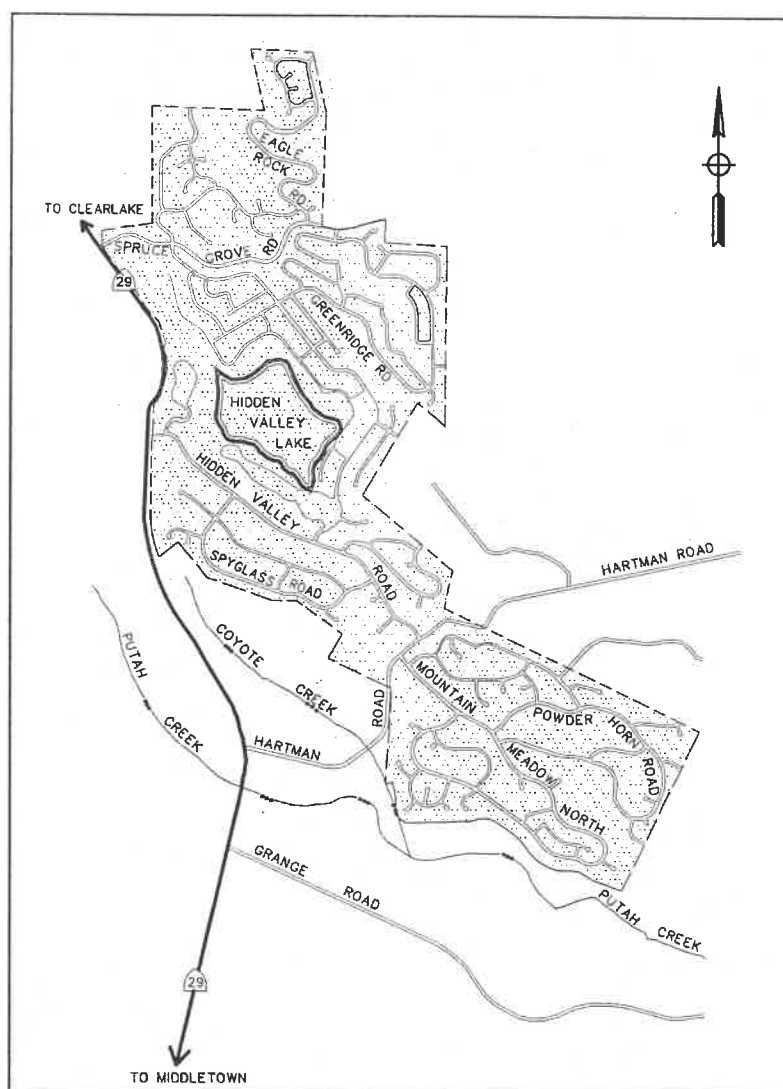 EAGLE
ROCK
RD.
TO CLEARLAKE
SPRUCE GROVE RD
29
GREENRIDGE RD
HIDDEN
VALLEY
LAKE
HIDDEN VALLEY ROAD
HARTMAN ROAD
SPYGLASS ROAD
PUTAH CREEK
COYOTE CREEK
HARTMAN ROAD
MOUNTAIN MEADOW NORTH
POWDER HORN ROAD
GRANGE ROAD
PUTAH CREEK
29
TO MIDDLETOWN